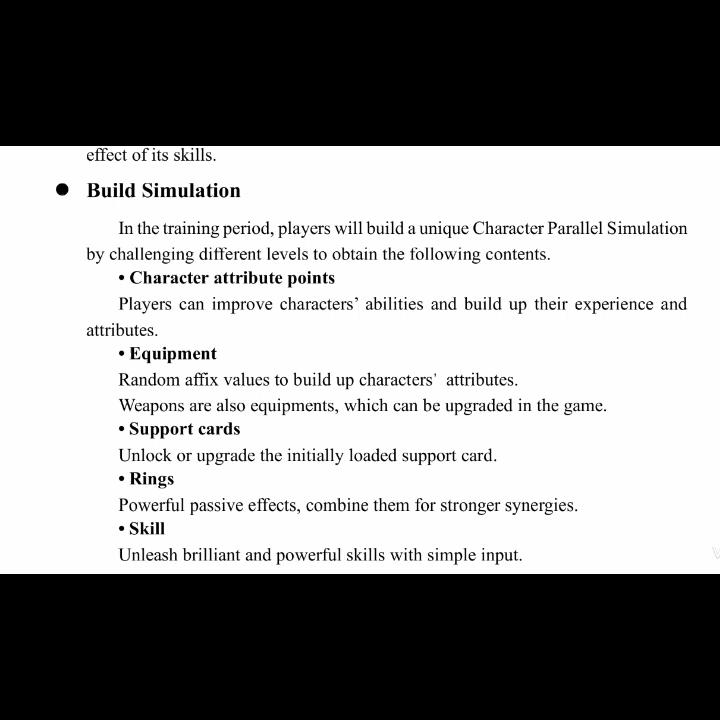 effect of its skills.
● Build Simulation
In the training period, players will build a unique Character Parallel Simulation
by challenging different levels to obtain the following contents.
• Character attribute points
Players can improve characters’ abilities and build up their experience and
attributes.
• Equipment
Random affix values to build up characters’ attributes.
Weapons are also equipments, which can be upgraded in the game.
• Support cards
Unlock or upgrade the initially loaded support card.
• Rings
Powerful passive effects, combine them for stronger synergies.
• Skill
Unleash brilliant and powerful skills with simple input.